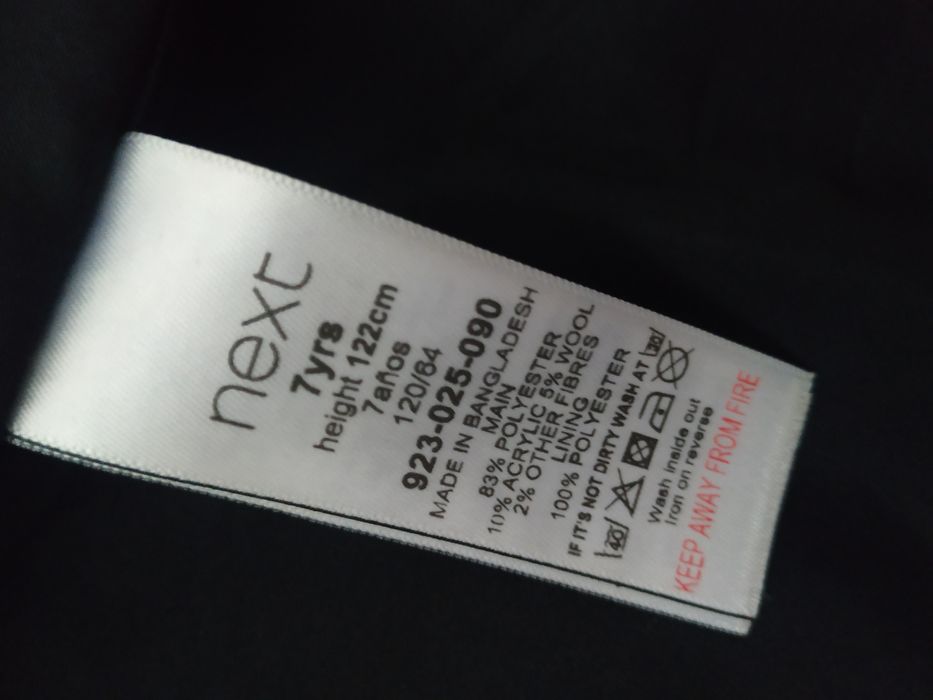 next
7yrs
height 122cm
7años
120/64
923-025-090
MADE IN BANGLADESH
MAIN
83% POLYESTER
10% ACRYLIC 5% WOOL
2% OTHER FIBRES
LINING
100% POLYESTER
IF IT'S NOT DIRTY WASH AT 30
40
Wash inside out
Iron on reverse
KEEP AWAY FROM FIRE